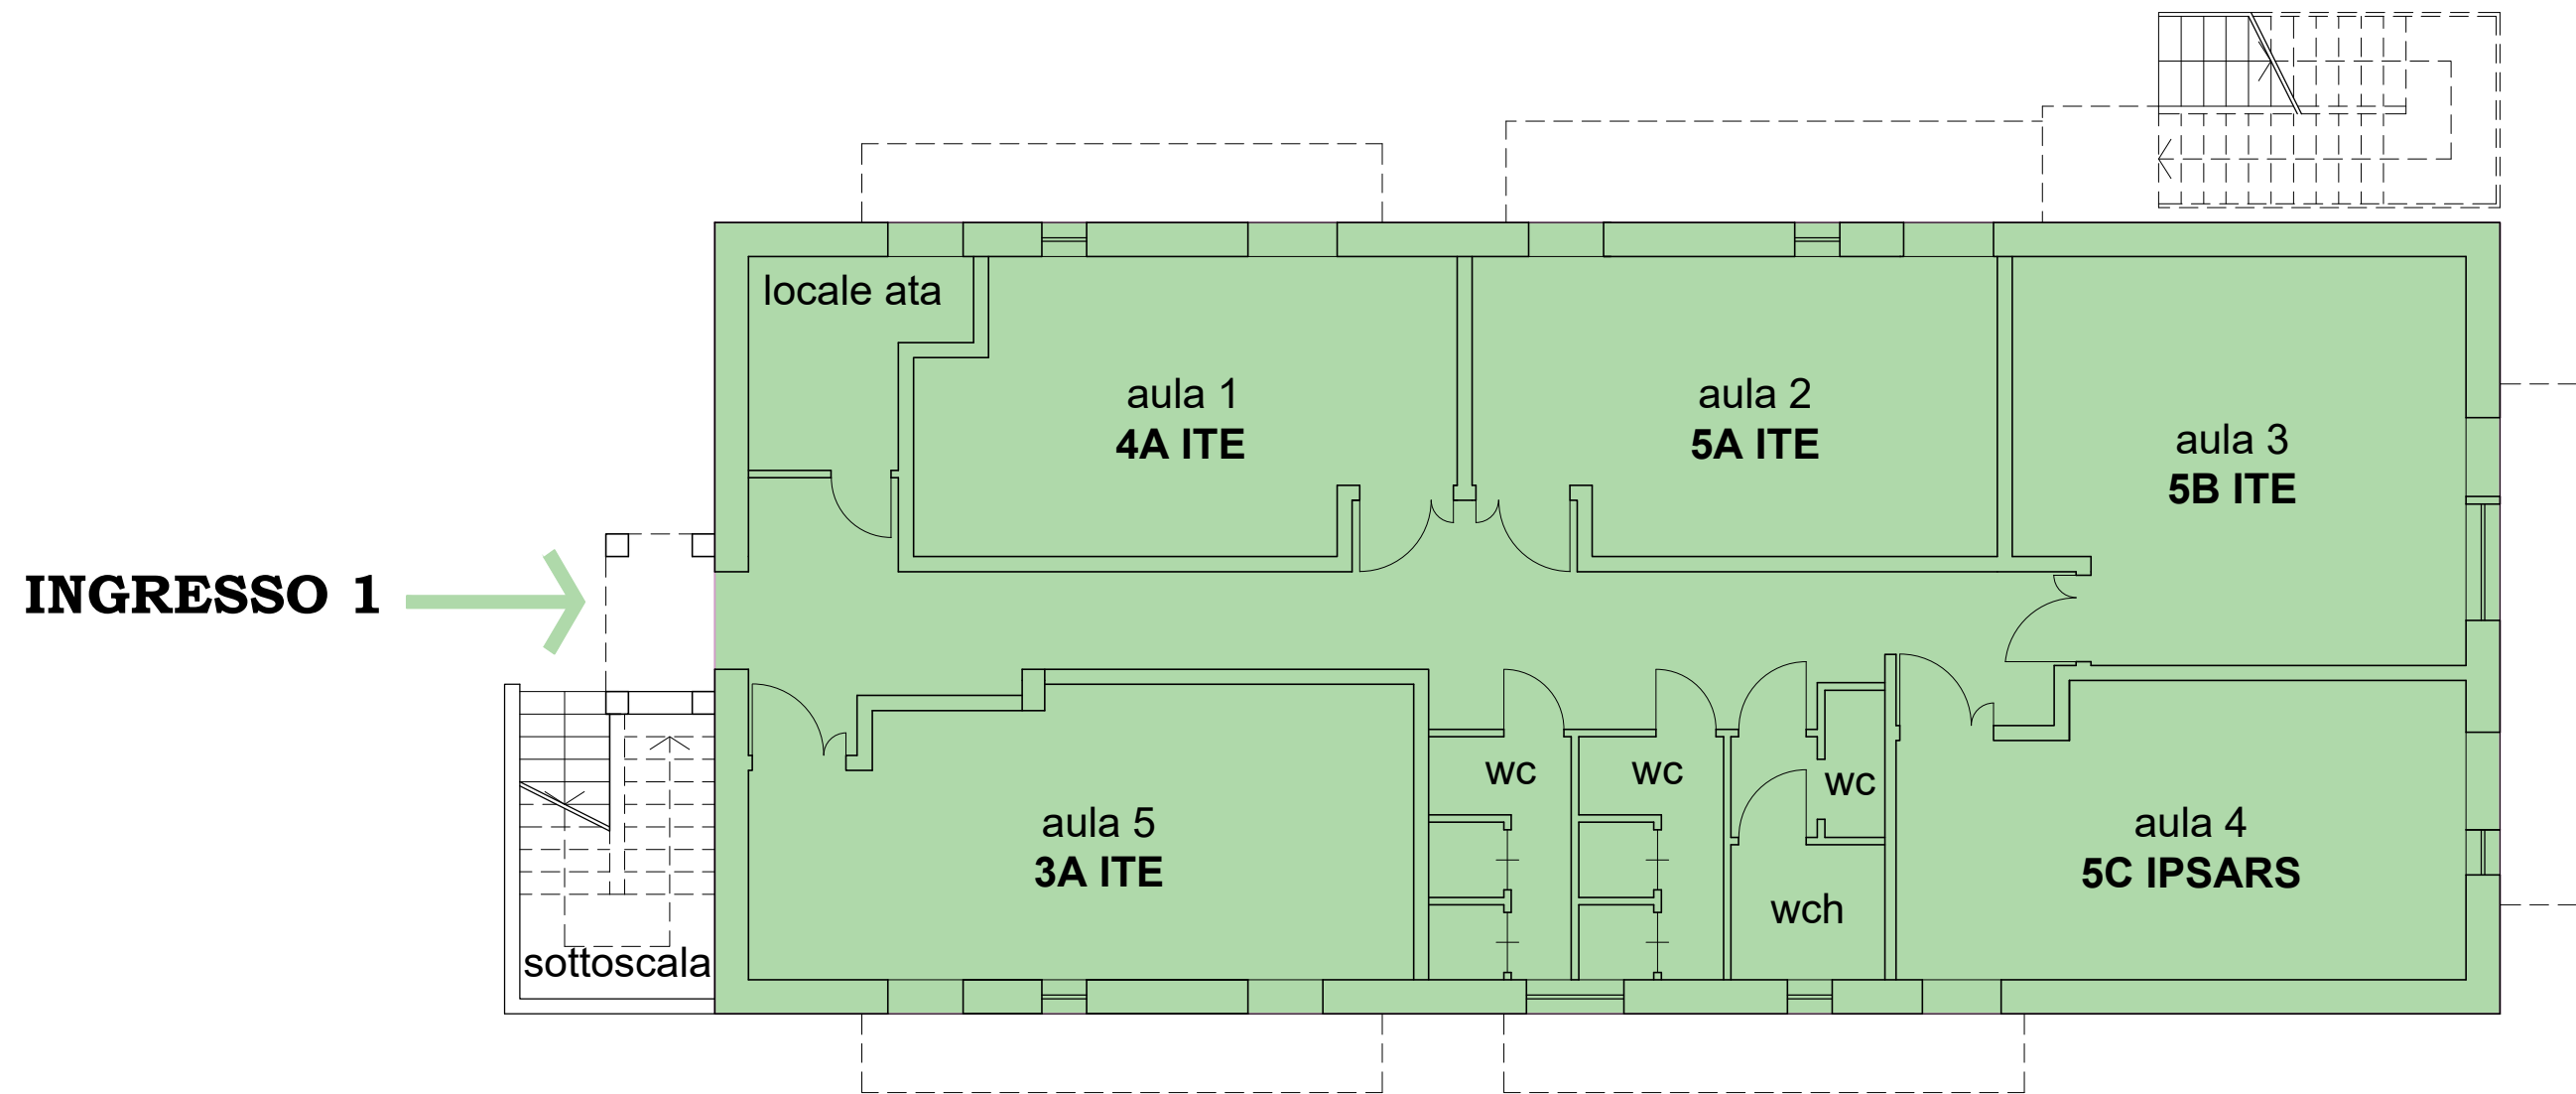 locale ata
aula 1
4A ITE
aula 2
5A ITE
aula 3
5B ITE
INGRESSO 1
wc
wc
wc
aula 5
3A ITE
aula 4
5C IPSARS
wch
sottoscala